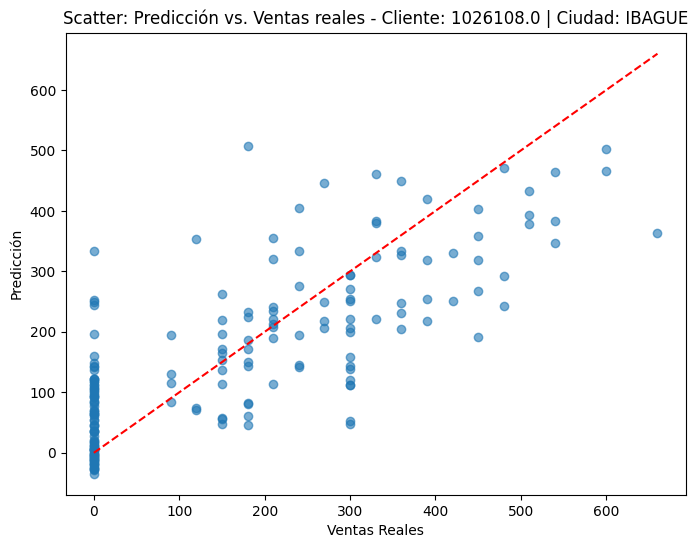 Scatter: Predicción vs. Ventas reales - Cliente: 1026108.0 | Ciudad: IBAGUE
Predicción
600
500
400
300
200
100
0
0 100 200 300 400 500 600
Ventas Reales